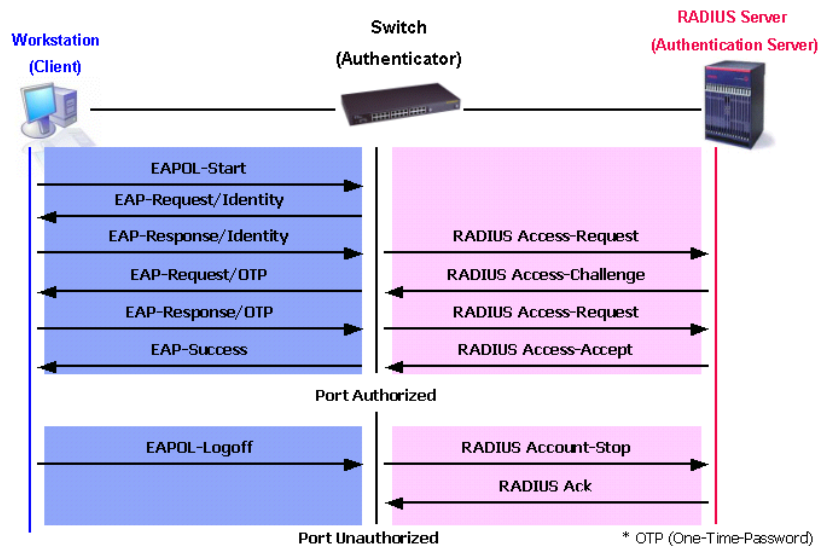 Workstation
(Client)
Switch
(Authenticator)
RADIUS Server
(Authentication Server)
EAPOL-Start
EAP-Request/Identity
EAP-Response/Identity
RADIUS Access-Request
EAP-Request/OTP
RADIUS Access-Challenge
EAP-Response/OTP
RADIUS Access-Request
EAP-Success
RADIUS Access-Accept
Port Authorized
EAPOL-Logoff
RADIUS Account-Stop
RADIUS Ack
Port Unauthorized
* OTP (One-Time-Password)